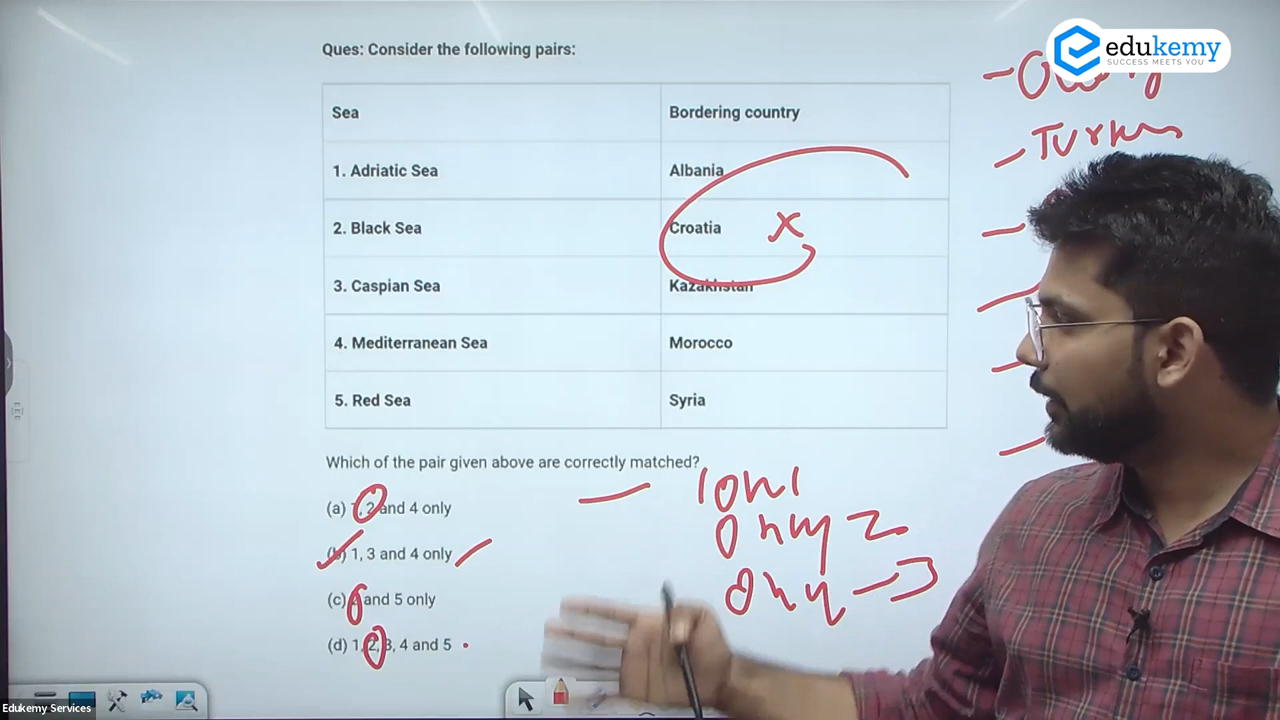 edukemy
SUCCESS MEETS YOU
Ques: Consider the following pairs:
Sea Bordering country
1. Adriatic Sea Albania
2. Black Sea Croatia x
3. Caspian Sea Kazakhstan
4. Mediterranean Sea Morocco
5. Red Sea Syria
Which of the pair given above are correctly matched?
(a) 1, 2 and 4 only
(b) 1, 3 and 4 only
(c) and 5 only
(d) 1, 2, 3, 4 and 5
only 2
only 3
Edukemy Services